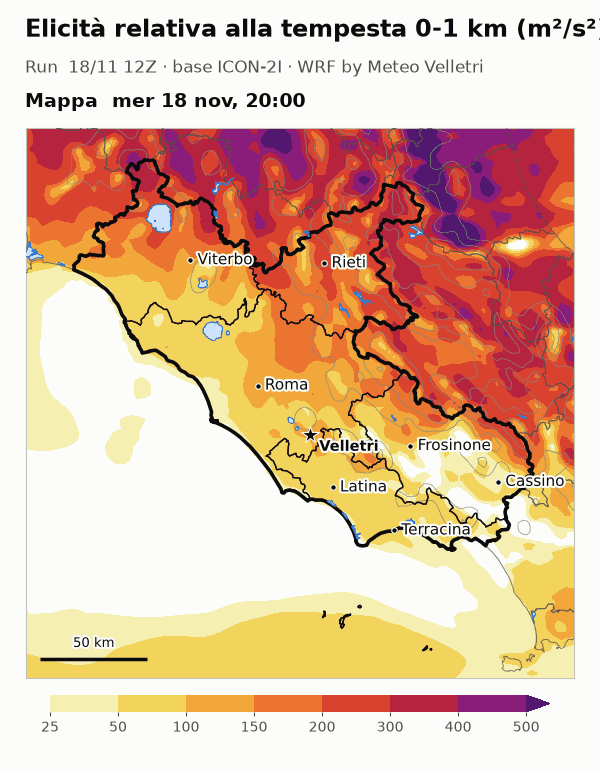 Elicità relativa alla tempesta 0-1 km (m²/s²)
Run 18/11 12Z · base ICON-2I · WRF by Meteo Velletri
Mappa mer 18 nov, 20:00
Viterbo
Rieti
Roma
Velletri
Frosinone
Cassino
Latina
Terracina
50 km
25 50 100 150 200 300 400 500